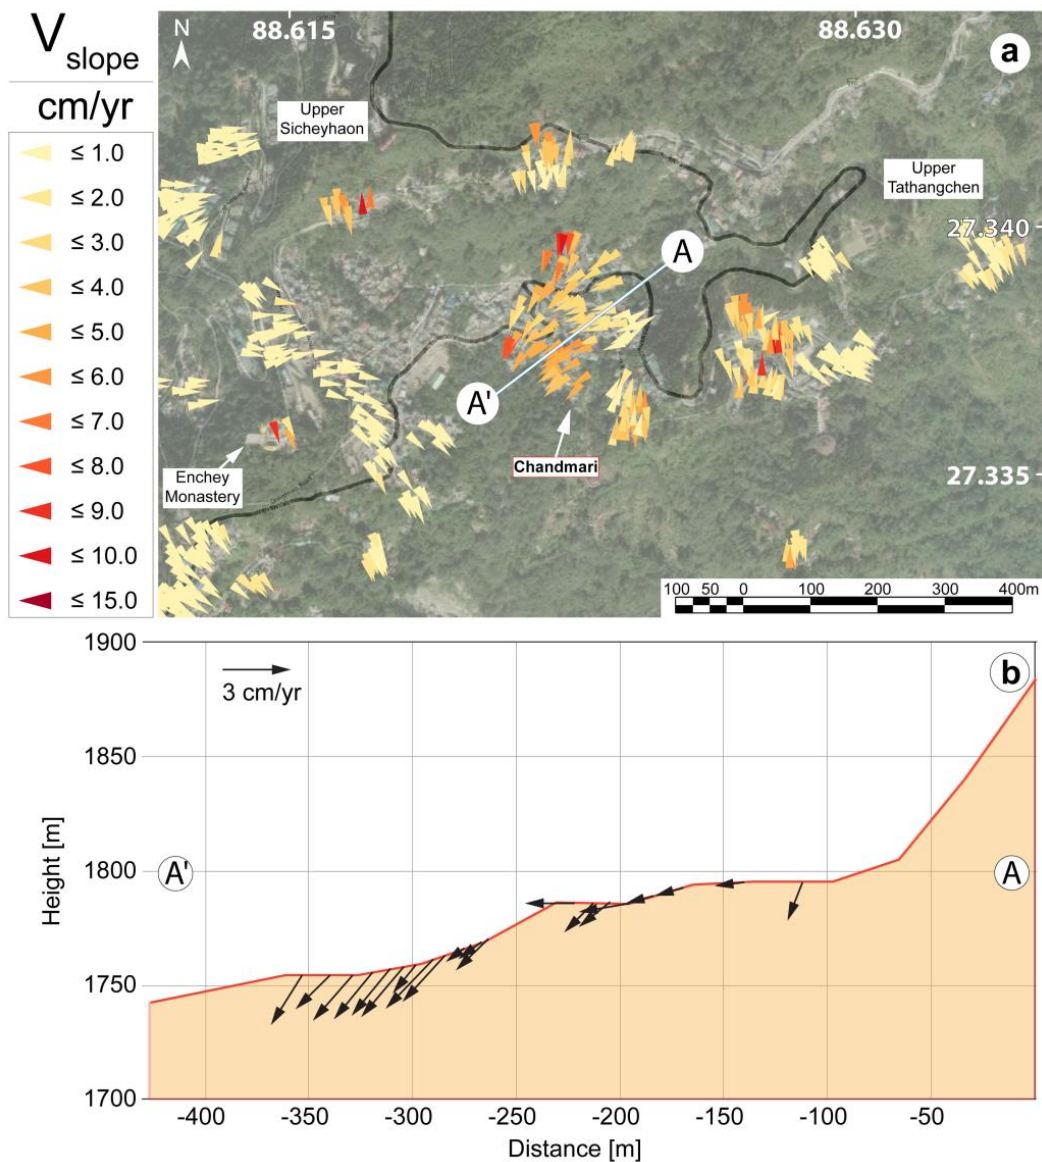 V slope
cm/yr
≤ 1.0
≤ 2.0
≤ 3.0
≤ 4.0
≤ 5.0
≤ 6.0
≤ 7.0
≤ 8.0
≤ 9.0
≤ 10.0
≤ 15.0
N
88.615
88.630
a
Upper
Sicheyhaon
Upper
Tathangchen
27.340
A
A'
Chandmari
Enchey
Monastery
27.335
100 50 0 100 200 300 400m
1900
3 cm/yr
b
1850
1800
A'
A
1750
1700
Height [m]
-400 -350 -300 -250 -200 -150 -100 -50
Distance [m]